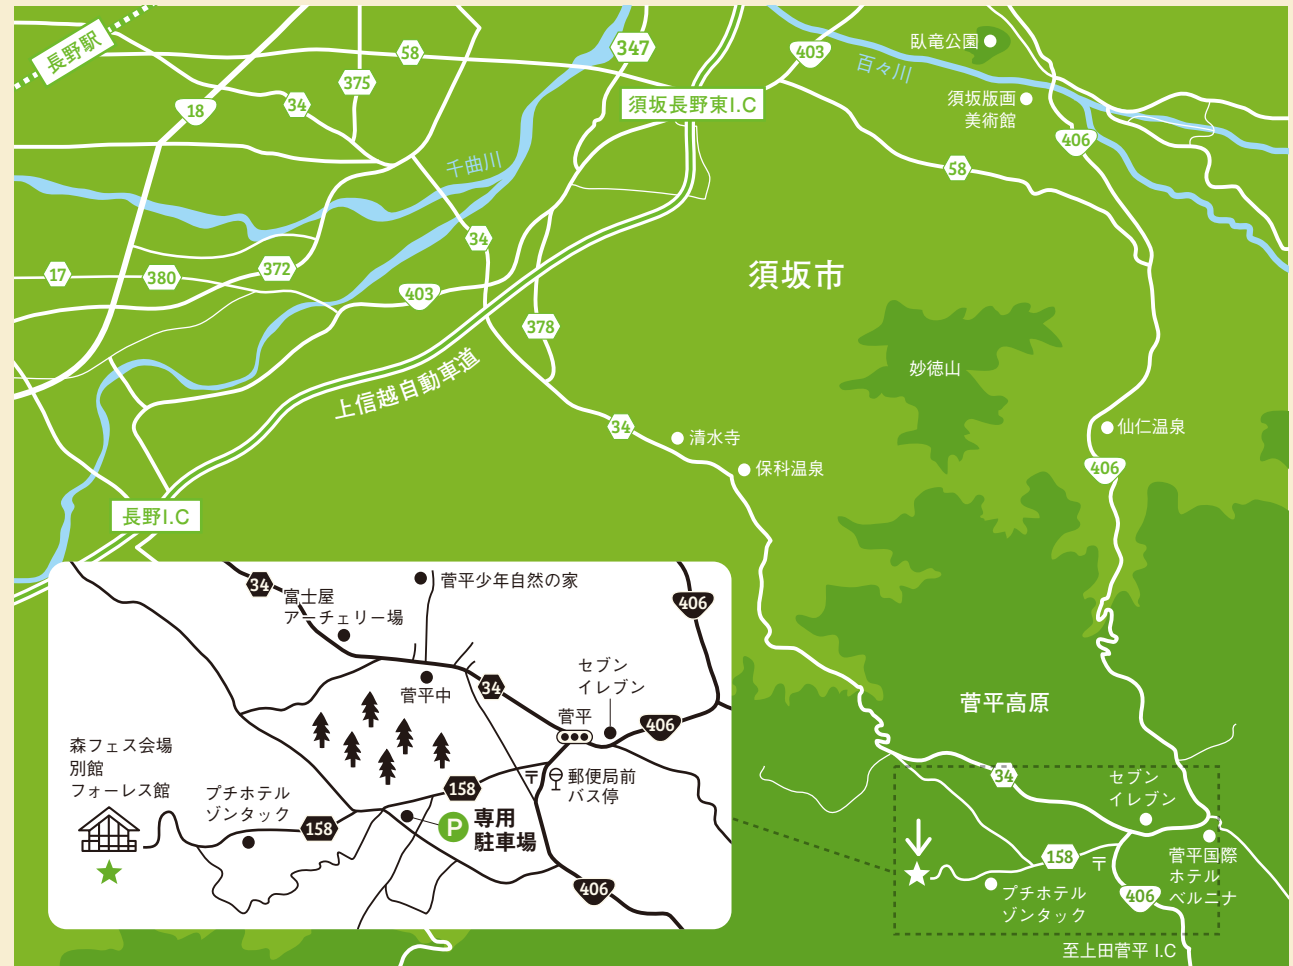 長野駅
18
34
375
58
347
403
臥竜公園
百々川
須坂版画
美術館
406
須坂長野東I.C
千曲川
58
34
17
380
372
403
378
須坂市
妙徳山
上信越自動車道
34
清水寺
保科温泉
仙仁温泉
406
長野I.C
菅平高原
34
セブン
イレブン
158
〒
プチホテル
ゾンタック
406
菅平国際
ホテル
ベルニナ
至上田菅平 I.C
34
富士屋
アーチェリー場
菅平少年自然の家
406
菅平中
34
セブン
イレブン
菅平
406
森フェス会場
別館
フォーレス館
プチホテル
ゾンタック
158
158
〒
郵便局前
バス停
P
専用
駐車場
406